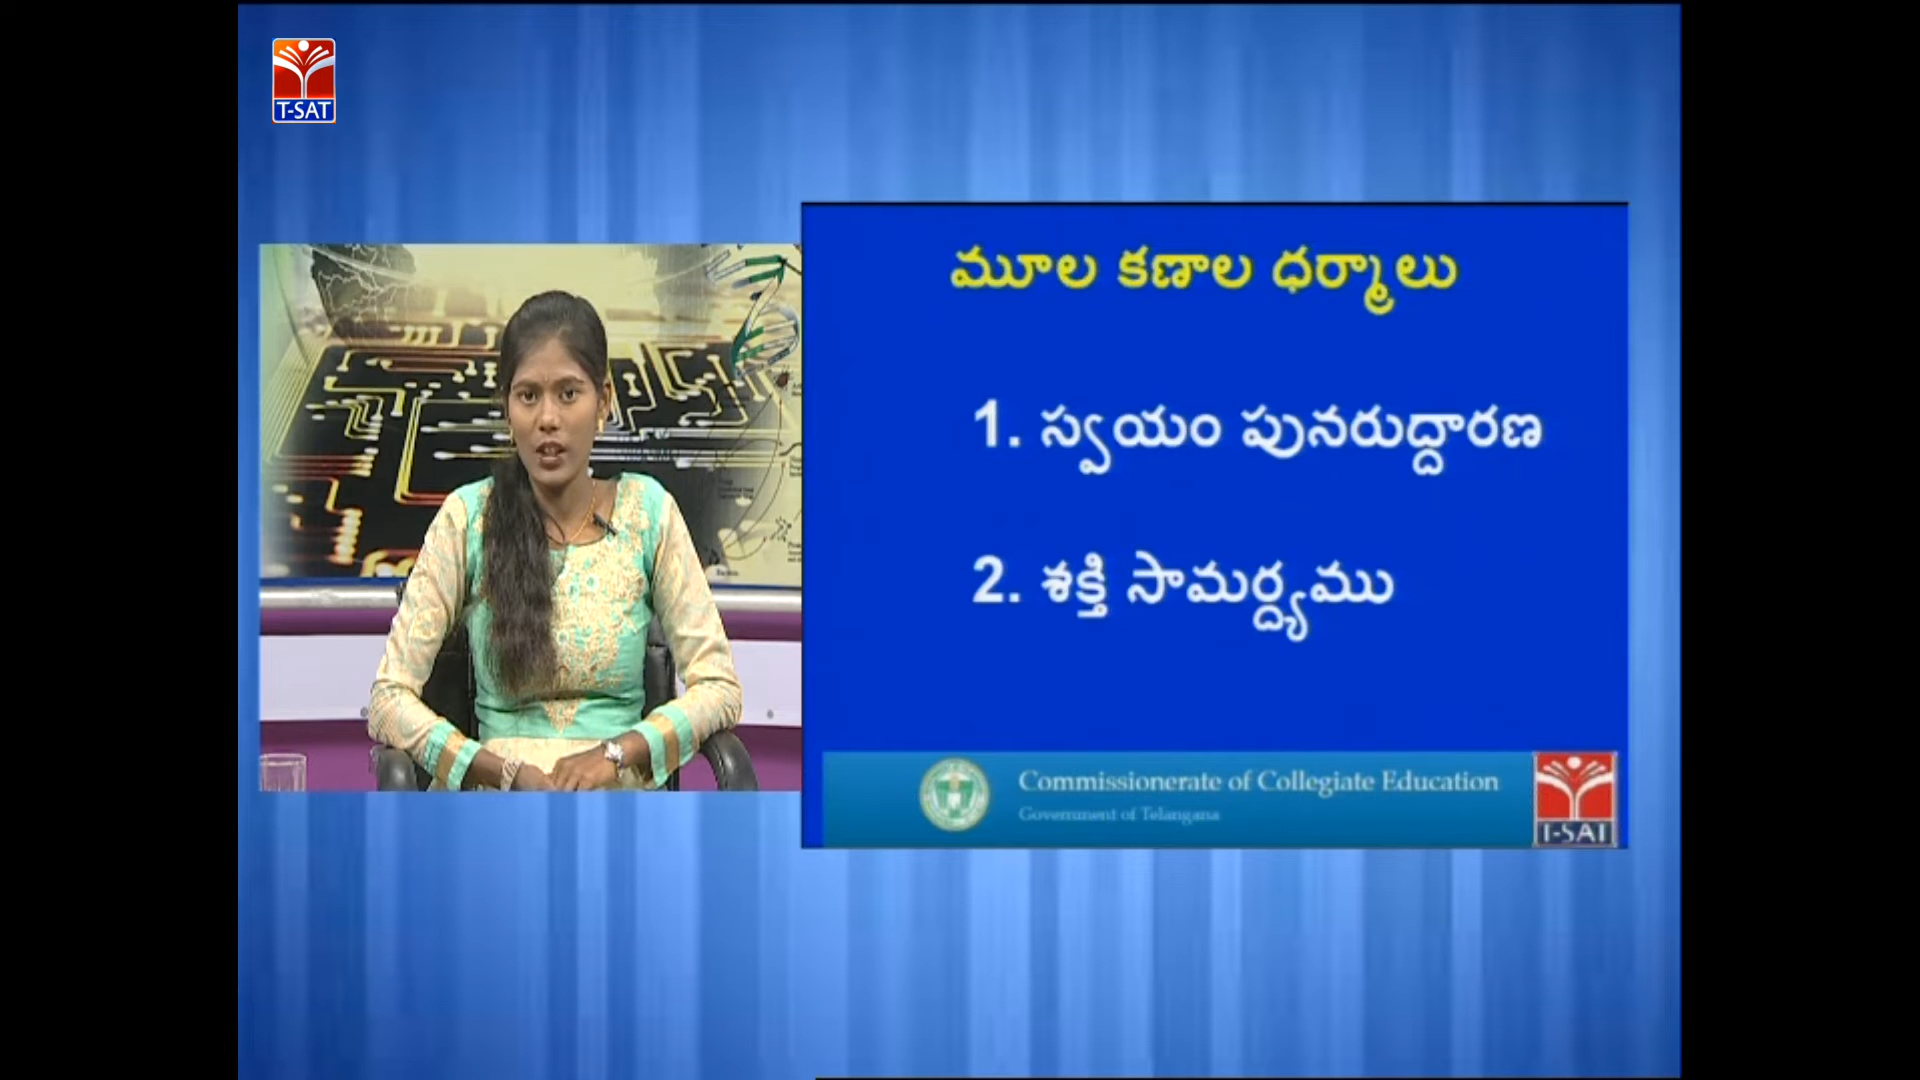 T-SAT
మూల కణాల ధర్మాలు
1. స్వయం పునరుద్దారణ
2. శక్తి సామర్ద్యము
Commissionerate of Collegiate Education
Government of Telangana
T-SAT